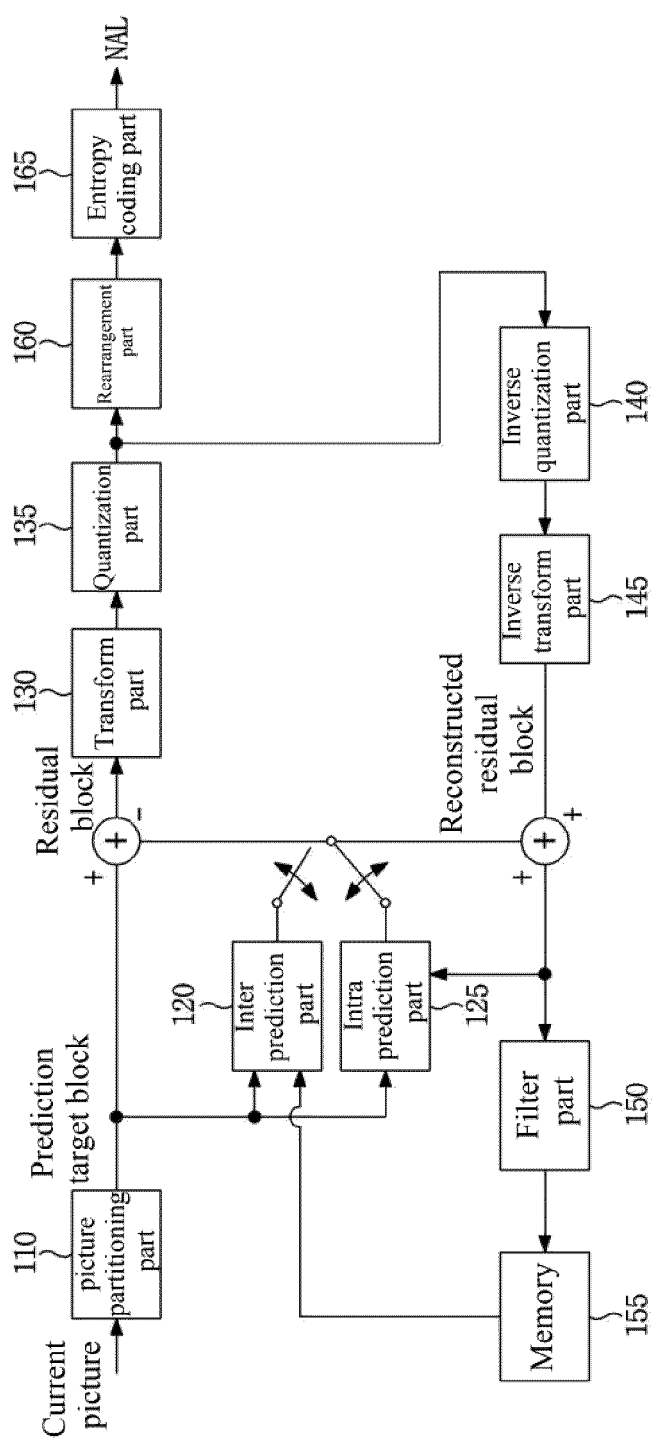 Current
picture
110
picture
partitioning
part
Prediction
target block
+
+
−
Residual
block
130
Transform
part
135
Quantization
part
160
Rearrangement
part
165
Entropy
coding part
NAL
120
Inter
prediction
part
Intra
prediction
part
125
Memory
155
Filter
part
150
+
+
+
Reconstructed
residual
block
Inverse
transform
part
145
Inverse
quantization
part
140